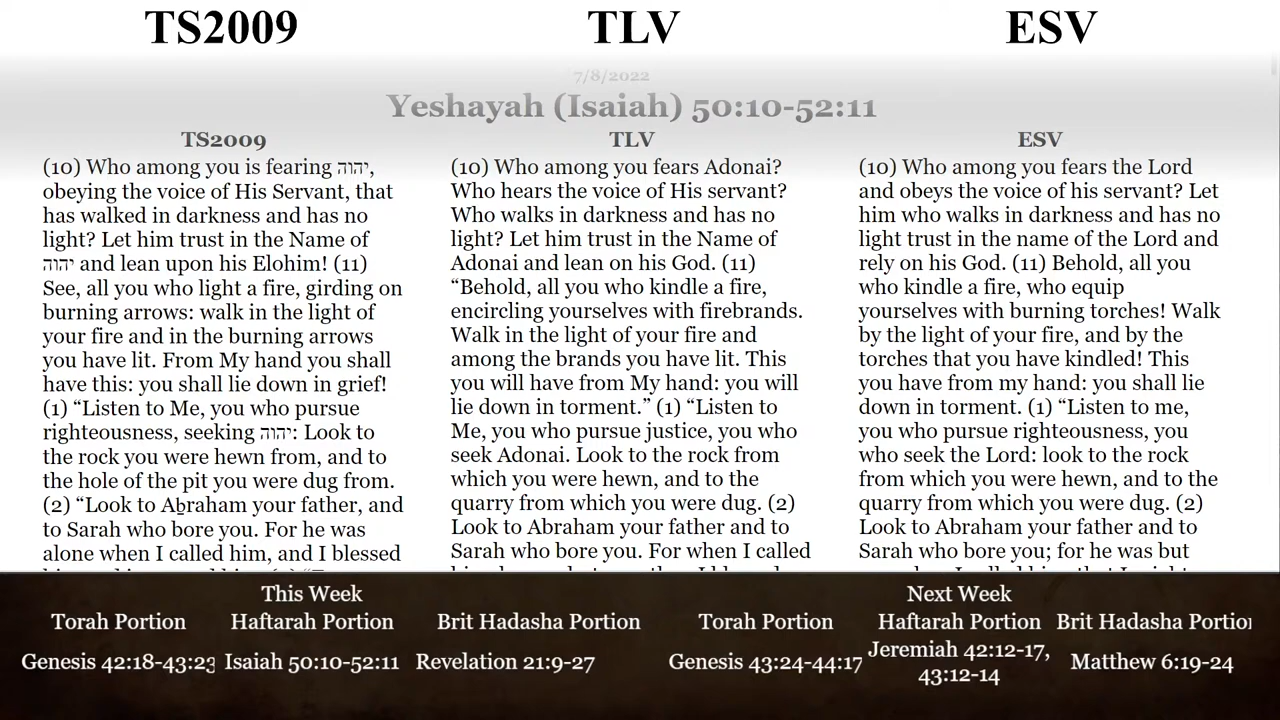 TS2009
TLV
ESV
7/8/2022
Yeshayah (Isaiah) 50:10-52:11
TS2009
(10) Who among you is fearing יהוה,
obeying the voice of His Servant, that
has walked in darkness and has no
light? Let him trust in the Name of
יהוה and lean upon his Elohim! (11)
See, all you who light a fire, girding on
burning arrows: walk in the light of
your fire and in the burning arrows
you have lit. From My hand you shall
have this: you shall lie down in grief!
(1) “Listen to Me, you who pursue
righteousness, seeking יהוה: Look to
the rock you were hewn from, and to
the hole of the pit you were dug from.
(2) “Look to Aḇraham your father, and
to Sarah who bore you. For he was
alone when I called him, and I blessed
TLV
(10) Who among you fears Adonai?
Who hears the voice of His servant?
Who walks in darkness and has no
light? Let him trust in the Name of
Adonai and lean on his God. (11)
“Behold, all you who kindle a fire,
encircling yourselves with firebrands.
Walk in the light of your fire and
among the brands you have lit. This
you will have from My hand: you will
lie down in torment.” (1) “Listen to
Me, you who pursue justice, you who
seek Adonai. Look to the rock from
which you were hewn, and to the
quarry from which you were dug. (2)
Look to Abraham your father and to
Sarah who bore you. For when I called
ESV
(10) Who among you fears the Lord
and obeys the voice of his servant? Let
him who walks in darkness and has no
light trust in the name of the Lord and
rely on his God. (11) Behold, all you
who kindle a fire, who equip
yourselves with burning torches! Walk
by the light of your fire, and by the
torches that you have kindled! This
you have from my hand: you shall lie
down in torment. (1) “Listen to me,
you who pursue righteousness, you
who seek the Lord: look to the rock
from which you were hewn, and to the
quarry from which you were dug. (2)
Look to Abraham your father and to
Sarah who bore you; for he was but
This Week
Torah Portion
Haftarah Portion
Brit Hadasha Portion
Genesis 42:18-43:23
Isaiah 50:10-52:11
Revelation 21:9-27
Next Week
Torah Portion
Haftarah Portion
Brit Hadasha Portion
Genesis 43:24-44:17
Jeremiah 42:12-17,
43:12-14
Matthew 6:19-24